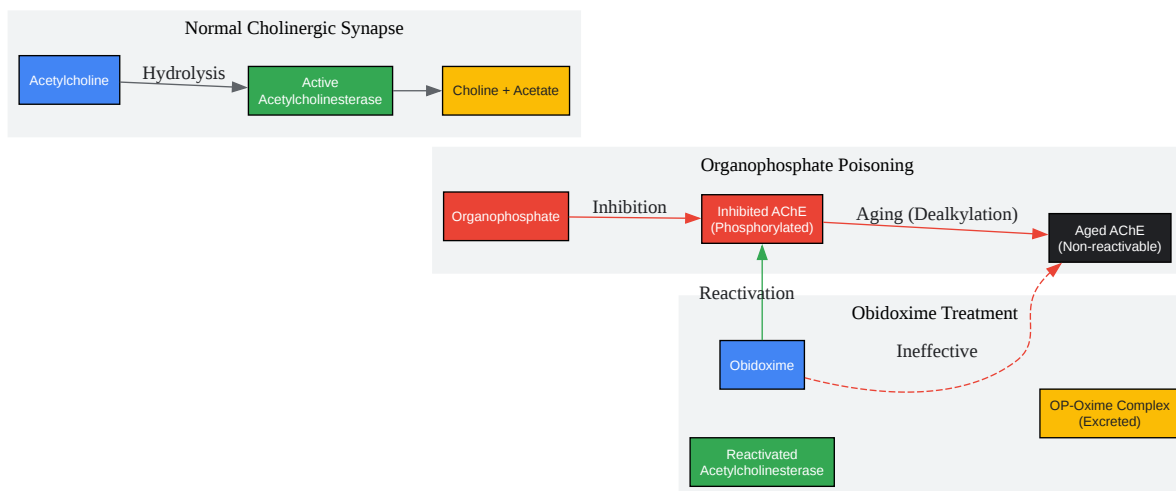 Normal Cholinergic Synapse
Acetylcholine
Hydrolysis
Active
Acetylcholinesterase
Choline + Acetate
Organophosphate Poisoning
Organophosphate
Inhibition
Inhibited AChE
(Phosphorylated)
Aging (Dealkylation)
Aged AChE
(Non-reactivable)
Reactivation
Obidoxime Treatment
Obidoxime
Ineffective
OP-Oxime Complex
(Excreted)
Reactivated
Acetylcholinesterase